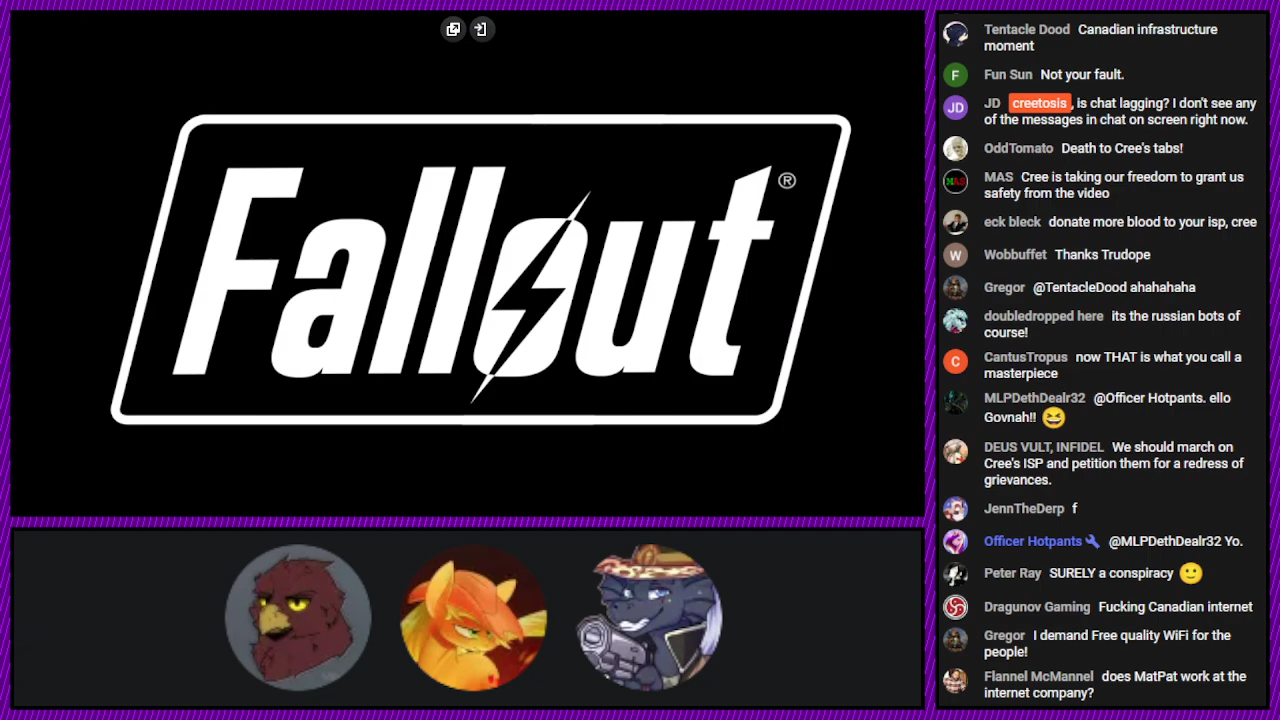 Fallout®
Tentacle Dood Canadian infrastructure
moment
F
Fun Sun Not your fault.
JD
JD creetosis, is chat lagging? I don't see any
of the messages in chat on screen right now.
OddTomato Death to Cree's tabs!
MAS
MAS Cree is taking our freedom to grant us
safety from the video
eck bleck donate more blood to your isp, cree
W
Wobbuffet Thanks Trudope
Gregor @TentacleDood ahahahaha
doubledropped here its the russian bots of
course!
C
CantusTropus now THAT is what you call a
masterpiece
MLPDethDealr32 @Officer Hotpants. ello
Govnah!! 😆
DEUS VULT, INFIDEL We should march on
Cree's ISP and petition them for a redress of
grievances.
JennTheDerp f
Officer Hotpants @MLPDethDealr32 Yo.
Peter Ray SURELY a conspiracy 🙂
Dragunov Gaming Fucking Canadian internet
Gregor I demand Free quality WiFi for the
people!
Flannel McMannel does MatPat work at the
internet company?